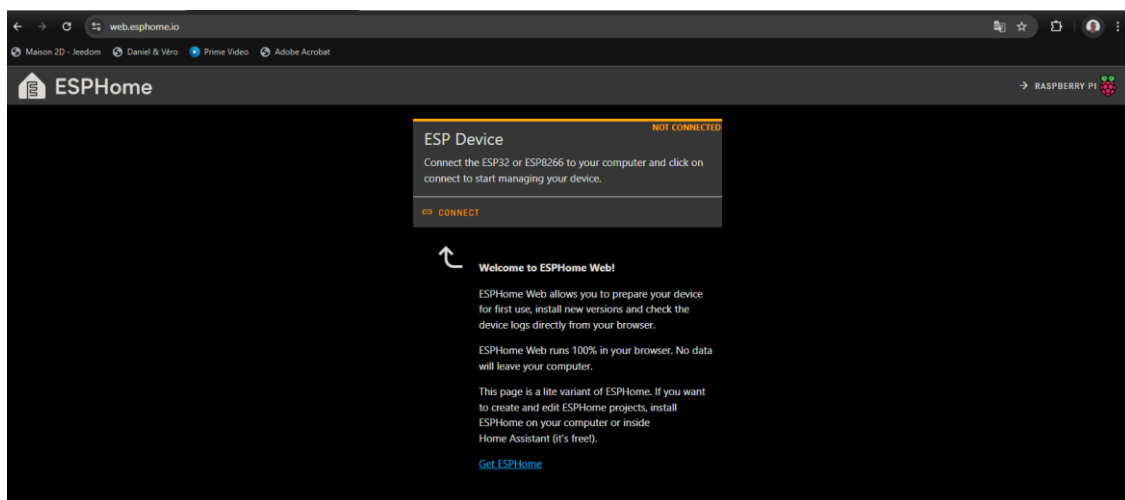 web.esphome.io
Maison 2D - Jeedom Daniel & Véro Prime Video Adobe Acrobat
ESPHome
RASPBERRY PI
NOT CONNECTED
ESP Device
Connect the ESP32 or ESP8266 to your computer and click on
connect to start managing your device.
CONNECT
Welcome to ESPHome Web!
ESPHome Web allows you to prepare your device
for first use, install new versions and check the
device logs directly from your browser.
ESPHome Web runs 100% in your browser. No data
will leave your computer.
This page is a lite variant of ESPHome. If you want
to create and edit ESPHome projects, install
ESPHome on your computer or inside
Home Assistant (it's free!).
Get ESPHome